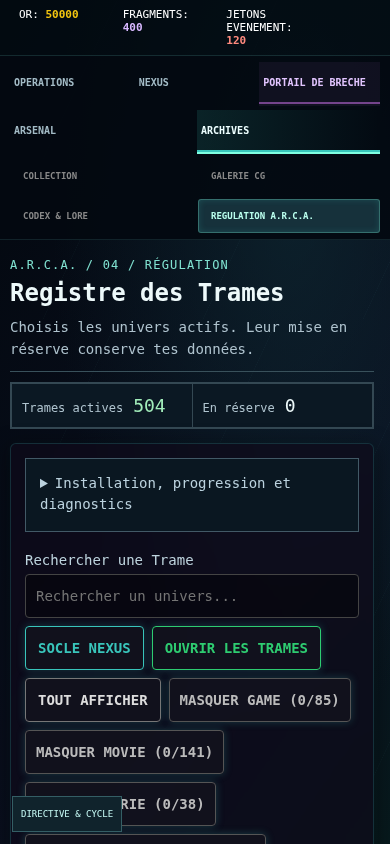 OR: 50000 FRAGMENTS: 400 JETONS EVENEMENT: 120
OPERATIONS NEXUS PORTAIL DE BRECHE
ARSENAL ARCHIVES
COLLECTION GALERIE CG
CODEX & LORE REGULATION A.R.C.A.
A.R.C.A. / 04 / RÉGULATION
Registre des Trames
Choisis les univers actifs. Leur mise en
réserve conserve tes données.
Trames actives 504 En réserve 0
▶ Installation, progression et
diagnostics
Rechercher une Trame
Rechercher un univers...
SOCLE NEXUS OUVRIR LES TRAMES
TOUT AFFICHER MASQUER GAME (0/85)
MASQUER MOVIE (0/141)
DIRECTIVE & CYCLE (0/38)